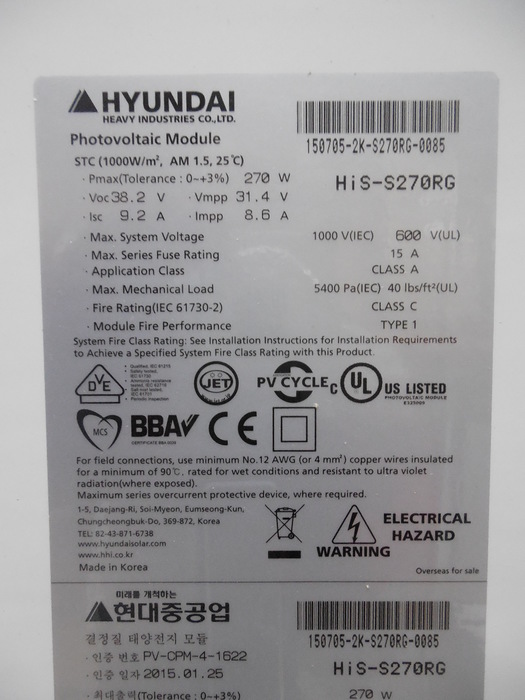 HYUNDAI
HEAVY INDUSTRIES CO.,LTD.
150705-2K-S270RG-0085
Photovoltaic Module
STC (1000W/m², AM 1.5, 25℃)
· Pmax(Tolerance : 0~+3%) 270 W
HiS-S270RG
· Voc 38.2 V · Vmpp 31.4 V
· Isc 9.2 A · Impp 8.6 A
· Max. System Voltage 1000 V(IEC) 600 V(UL)
· Max. Series Fuse Rating 15 A
· Application Class CLASS A
· Max. Mechanical Load 5400 Pa(IEC) 40 lbs/ft²(UL)
· Fire Rating(IEC 61730-2) CLASS C
· Module Fire Performance TYPE 1
System Fire Class Rating: See Installation Instructions for Installation Requirements
to Achieve a Specified System Fire Class Rating with this Product.
DVE
JET
PV CYCLE
C UL US LISTED
PHOTOVOLTAIC MODULE
MCS
BBA
CE
For field connections, use minimum No.12 AWG (or 4 mm²) copper wires insulated
for a minimum of 90℃. rated for wet conditions and resistant to ultra violet
radiation(where exposed).
Maximum series overcurrent protective device, where required.
1-5, Daejang-Ri, Soi-Myeon, Eumseong-Kun,
Chungcheongbuk-Do, 369-872, Korea
TEL: 82-43-871-6738
www.hyundaisolar.com
www.hhi.co.kr
Made in Korea
WARNING
ELECTRICAL
HAZARD
Overseas for sale
미래를 개척하는
현대중공업
150705-2K-S270RG-0085
결정질 태양전지 모듈
· 인증 번호 PV-CPM-4-1622
· 인증 일자 2015.01.25
HiS-S270RG
· 최대출력(Tolerance : 0~+3%) 270 W